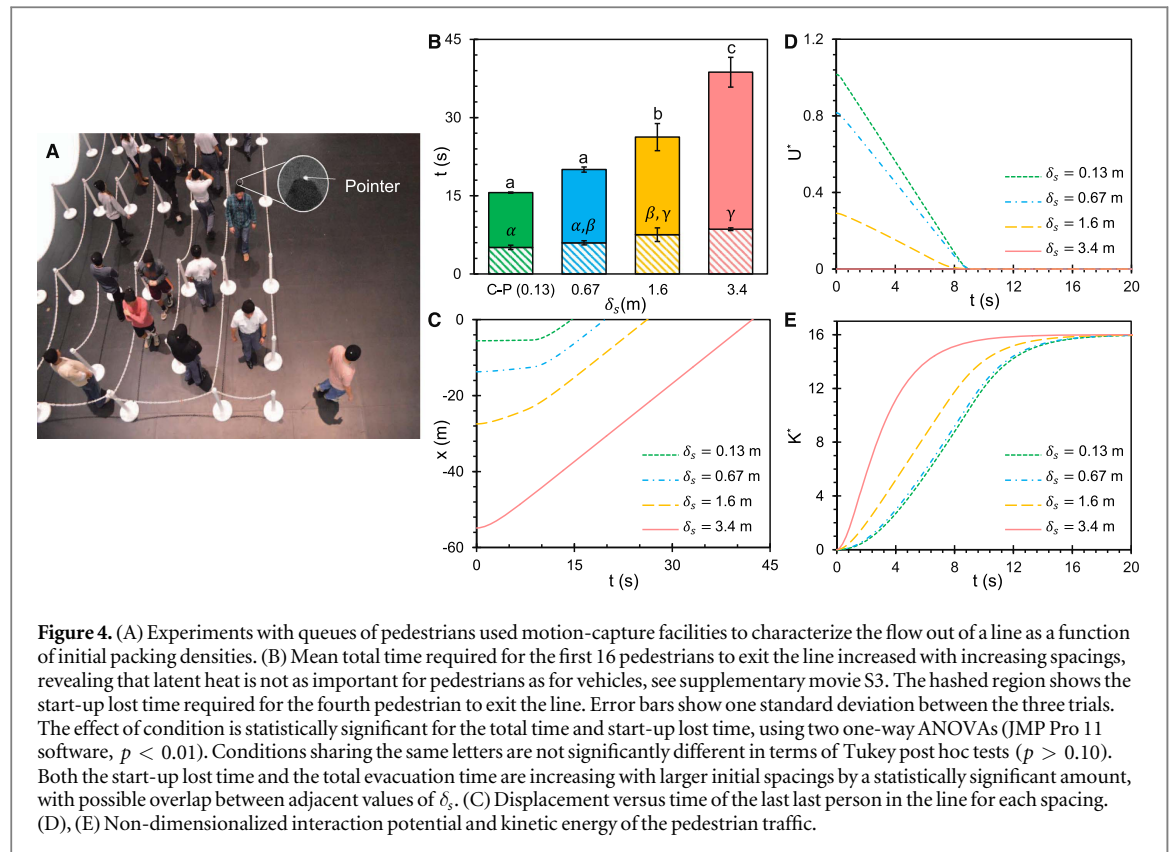 A
Pointer
B
45
30
15
0
t (s)
a
a
b
c
α
α,β
β,γ
γ
C-P (0.13)
0.67
1.6
3.4
δs(m)
C
0
-20
-40
-60
x (m)
δs = 0.13 m
δs = 0.67 m
δs = 1.6 m
δs = 3.4 m
0
15
30
45
t (s)
D
1.2
0.8
0.4
0
U*
δs = 0.13 m
δs = 0.67 m
δs = 1.6 m
δs = 3.4 m
0
4
8
12
16
20
t (s)
E
16
12
8
4
0
K*
δs = 0.13 m
δs = 0.67 m
δs = 1.6 m
δs = 3.4 m
0
4
8
12
16
20
t (s)
Figure 4. (A) Experiments with queues of pedestrians used motion-capture facilities to characterize the flow out of a line as a function
of initial packing densities. (B) Mean total time required for the first 16 pedestrians to exit the line increased with increasing spacings,
revealing that latent heat is not as important for pedestrians as for vehicles, see supplementary movie S3. The hashed region shows the
start-up lost time required for the fourth pedestrian to exit the line. Error bars show one standard deviation between the three trials.
The effect of condition is statistically significant for the total time and start-up lost time, using two one-way ANOVAs (JMP Pro 11
software, p < 0.01). Conditions sharing the same letters are not significantly different in terms of Tukey post hoc tests (p > 0.10).
Both the start-up lost time and the total evacuation time are increasing with larger initial spacings by a statistically significant amount,
with possible overlap between adjacent values of δs. (C) Displacement versus time of the last last person in the line for each spacing.
(D), (E) Non-dimensionalized interaction potential and kinetic energy of the pedestrian traffic.